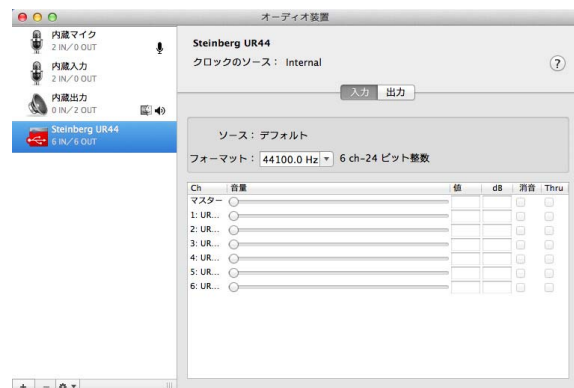 オーディオ装置
内蔵マイク
2 IN/0 OUT
内蔵入力
2 IN/0 OUT
内蔵出力
0 IN/2 OUT
Steinberg UR44
6 IN/6 OUT
Steinberg UR44
クロックのソース： Internal
?
入力 出力
ソース：デフォルト
フォーマット： 44100.0 Hz 6 ch-24 ビット整数
Ch 音量 値 dB 消音 Thru
マスター
1: UR...
2: UR...
3: UR...
4: UR...
5: UR...
6: UR...